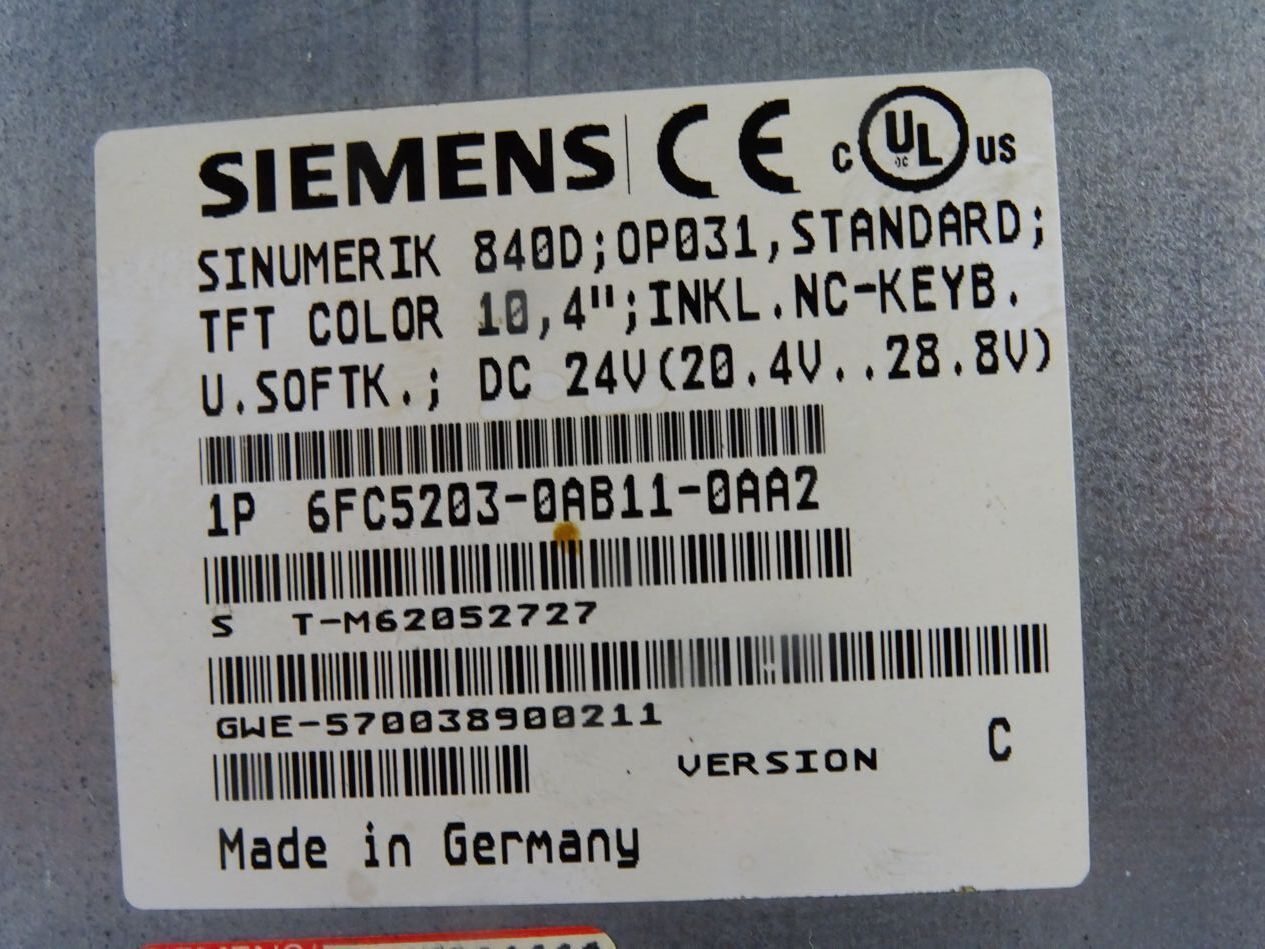 SIEMENS CE c UL us
SINUMERIK 840D;OP031,STANDARD;
TFT COLOR 10,4";INKL.NC-KEYB.
U.SOFTK.; DC 24V(20.4V..28.8V)
1P 6FC5203-0AB11-0AA2
S T-M62052727
GWE-570038900211
VERSION C
Made in Germany